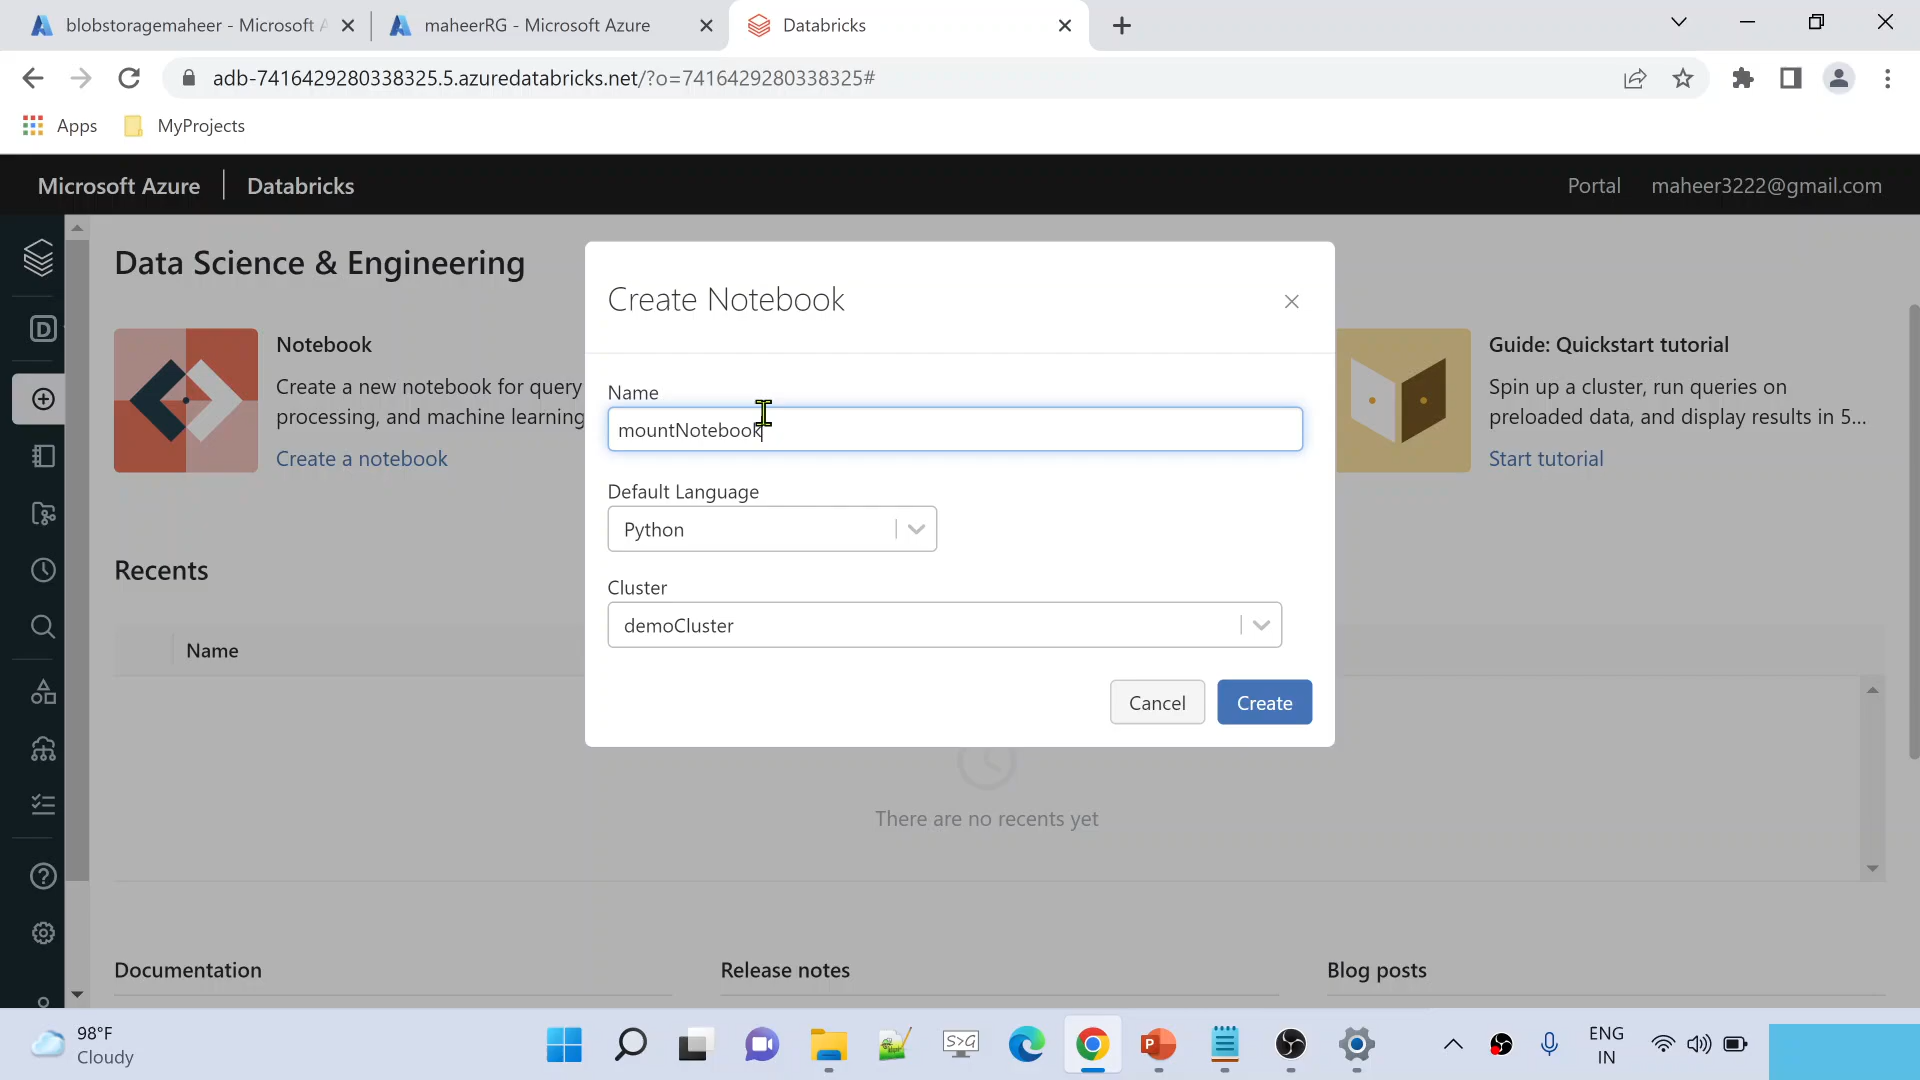 blobstoragemaheer - Microsoft A
maheerRG - Microsoft Azure
Databricks
adb-7416429280338325.5.azuredatabricks.net/?o=7416429280338325#
Apps
MyProjects
Microsoft Azure
Databricks
Portal
maheer3222@gmail.com
Data Science & Engineering
D
Notebook
Create a new notebook for query
processing, and machine learning
Create a notebook
Create Notebook
Name
mountNotebook
Default Language
Python
Cluster
demoCluster
Cancel
Create
Guide: Quickstart tutorial
Spin up a cluster, run queries on
preloaded data, and display results in 5...
Start tutorial
Recents
Name
There are no recents yet
Documentation
Release notes
Blog posts
98°F
Cloudy
S>G
P
ENG
IN